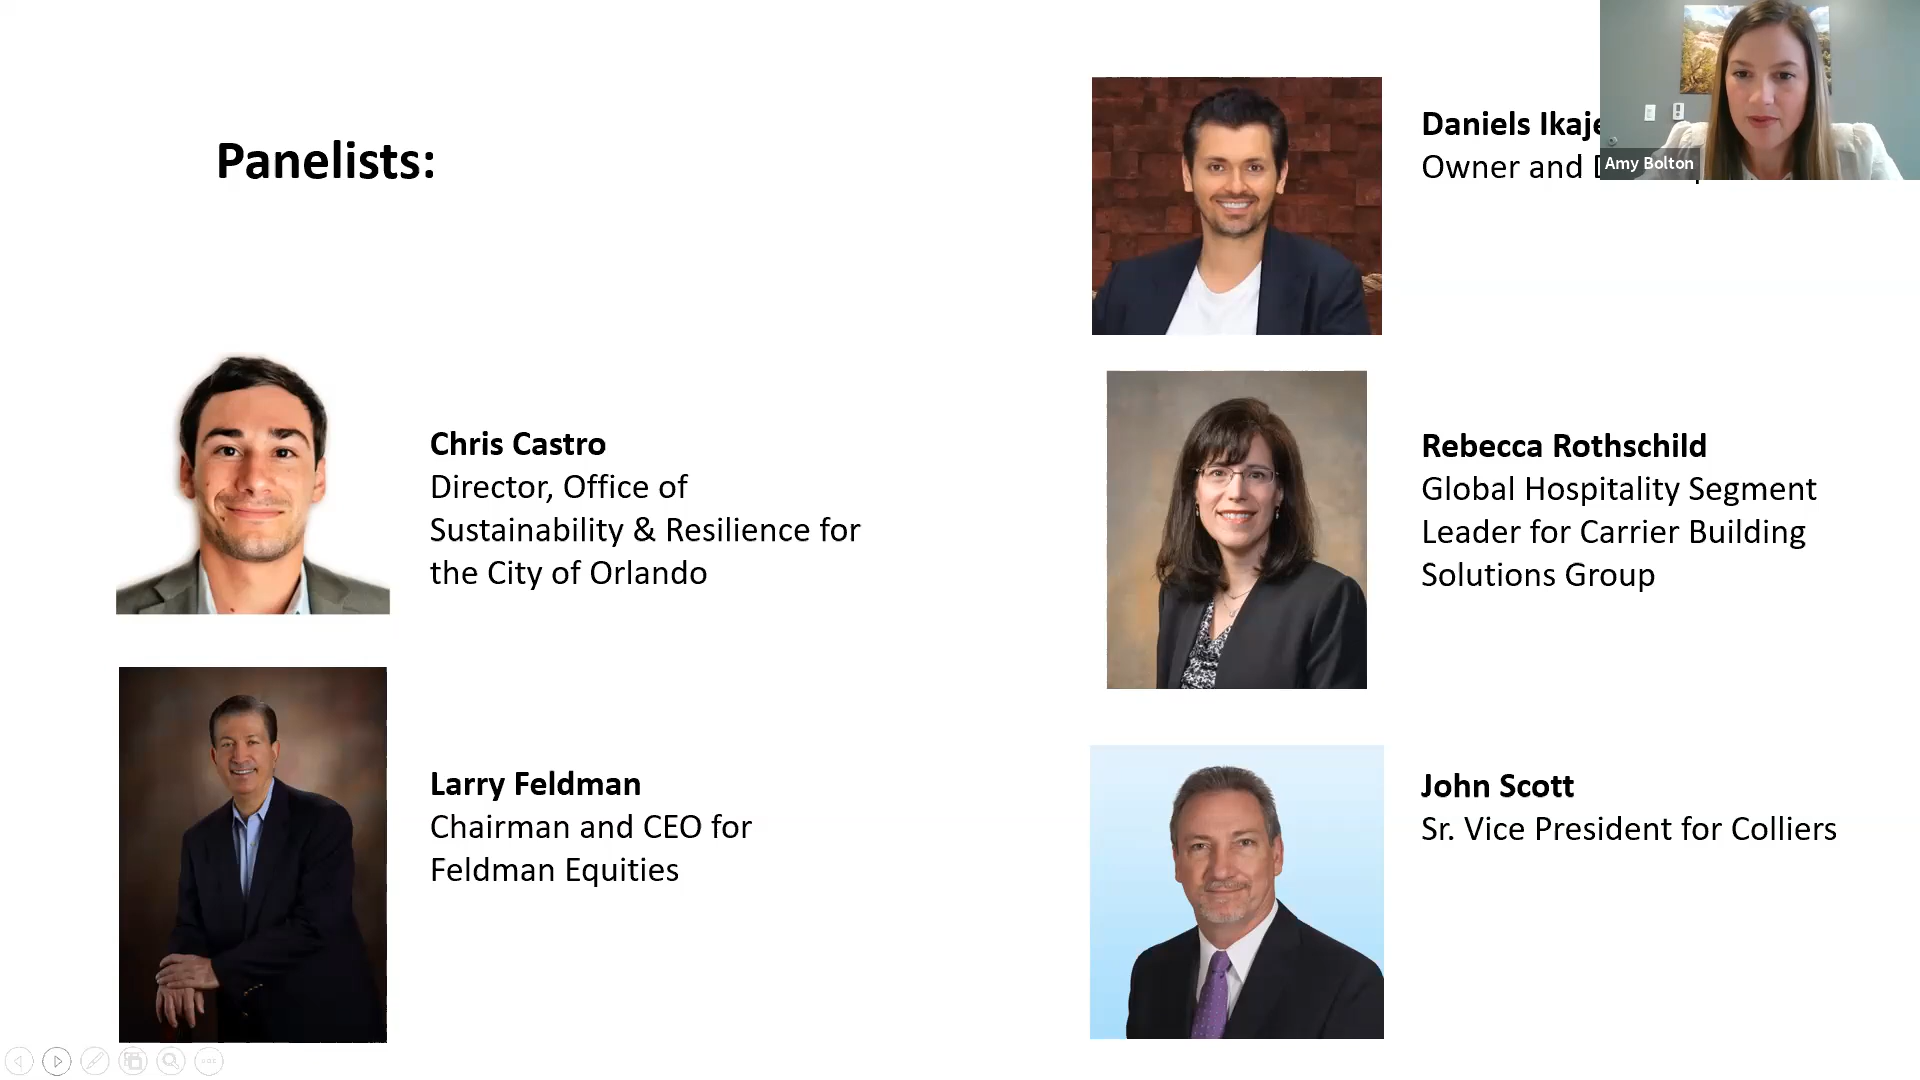 Panelists:
Chris Castro
Director, Office of
Sustainability & Resilience for
the City of Orlando
Larry Feldman
Chairman and CEO for
Feldman Equities
Daniels
Owner and
Amy Bolton
Rebecca Rothschild
Global Hospitality Segment
Leader for Carrier Building
Solutions Group
John Scott
Sr. Vice President for Colliers